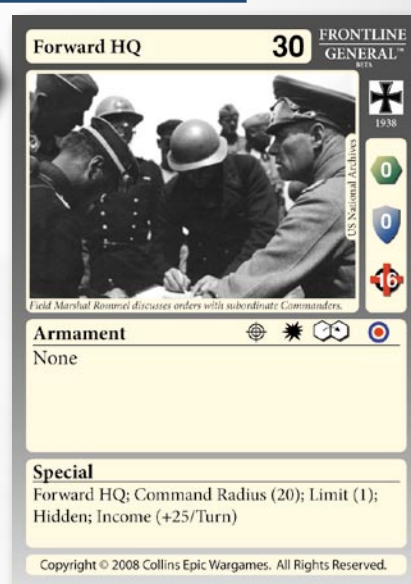 Forward HQ 30
FRONTLINE
GENERAL™
BETA
1938
0
0
16
US National Archives
Field Marshal Rommel discusses orders with subordinate Commanders.
Armament
None
Special
Forward HQ; Command Radius (20); Limit (1);
Hidden; Income (+25/Turn)
Copyright © 2008 Collins Epic Wargames. All Rights Reserved.